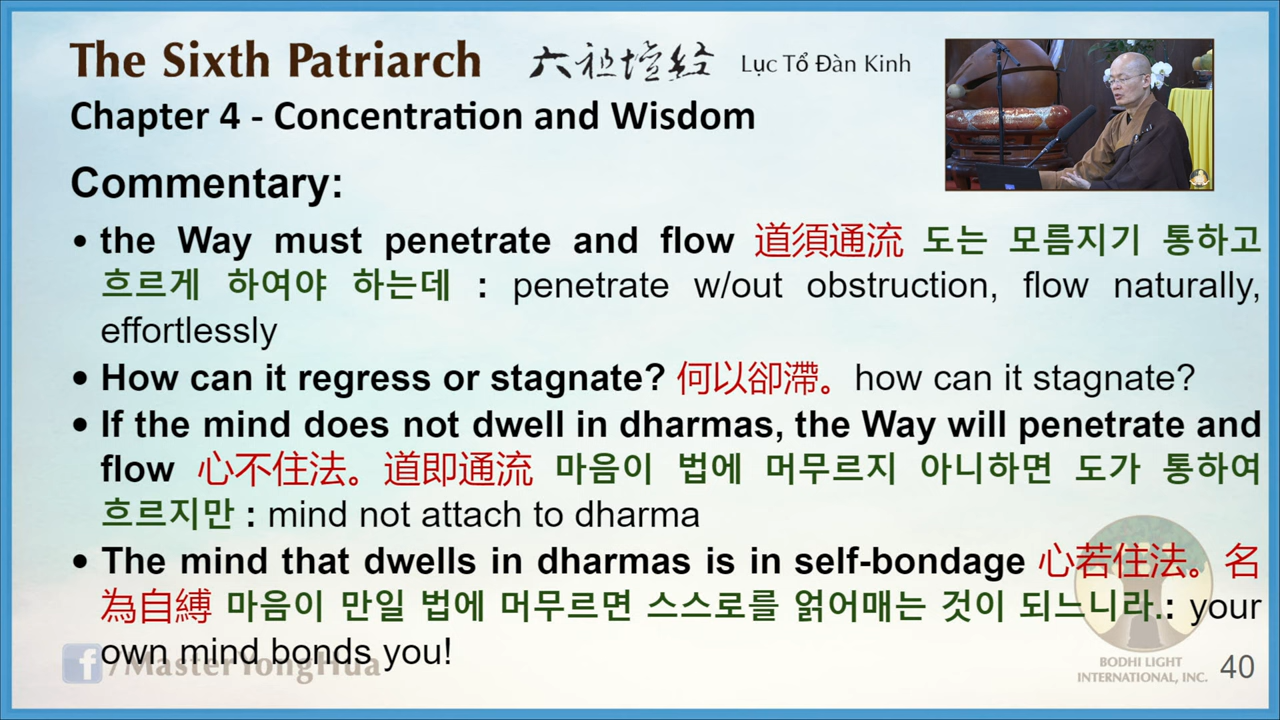 The Sixth Patriarch 六祖壇经 Lục Tổ Đàn Kinh
Chapter 4 - Concentration and Wisdom
Commentary:
• the Way must penetrate and flow 道須通流 도는 모름지기 통하고
흐르게 하여야 하는데 : penetrate w/out obstruction, flow naturally,
effortlessly
• How can it regress or stagnate? 何以卻滯。how can it stagnate?
• If the mind does not dwell in dharmas, the Way will penetrate and
flow 心不住法。道即通流 마음이 법에 머무르지 아니하면 도가 통하여
흐르지만 : mind not attach to dharma
• The mind that dwells in dharmas is in self-bondage 心若住法。名
為自縛 마음이 만일 법에 머무르면 스스로를 얽어매는 것이 되느니라.: your
own mind bonds you!
f/MasterYongHua
BODHI LIGHT
INTERNATIONAL, INC.
40